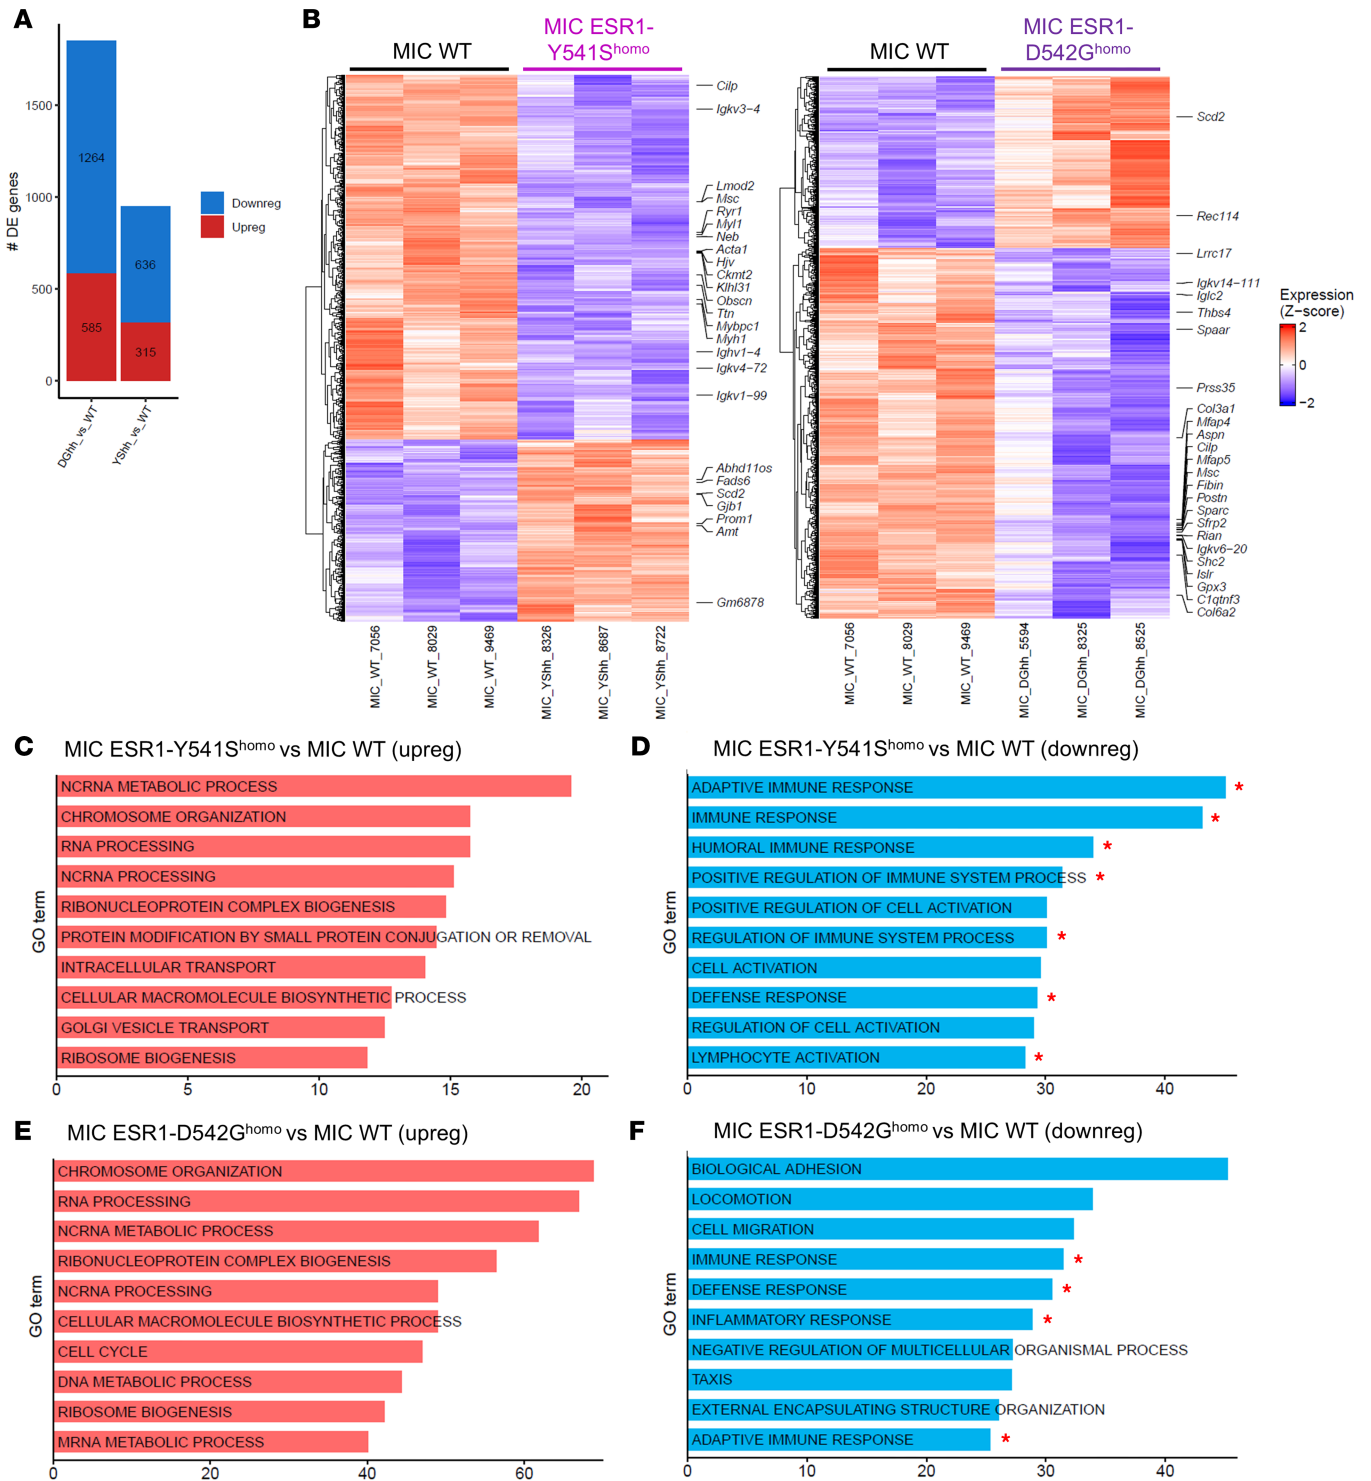 A
# DE genes
1500
1000
500
0
1264
585
636
315
DGhh_vs_WT
YShh_vs_WT
Downreg
Upreg
B
MIC WT
MIC ESR1-
Y541Shomo
Cilp
Igkv3-4
Lmod2
Msc
Ryr1
Myl1
Neb
Acta1
Hjv
Ckmt2
Klhl31
Obscn
Ttn
Mybpc1
Myh1
Ighv1-4
Igkv4-72
Igkv1-99
Abhd11os
Fads6
Scd2
Gjb1
Prom1
Amt
Gm6878
MIC_WT_7056
MIC_WT_8029
MIC_WT_9469
MIC_YShh_8326
MIC_YShh_8687
MIC_YShh_8722
MIC WT
MIC ESR1-
D542Ghomo
Scd2
Rec114
Lrrc17
Igkv14-111
Iglc2
Thbs4
Spaar
Prss35
Col3a1
Mfap4
Aspn
Cilp
Mfap5
Msc
Fibin
Postn
Sparc
Sfrp2
Rian
Igkv6-20
Shc2
Islr
Gpx3
C1qtnf3
Col6a2
MIC_WT_7056
MIC_WT_8029
MIC_WT_9469
MIC_DGhh_5594
MIC_DGhh_8325
MIC_DGhh_8525
Expression
(Z-score)
2
0
-2
C
MIC ESR1-Y541Shomo vs MIC WT (upreg)
GO term
NCRNA METABOLIC PROCESS
CHROMOSOME ORGANIZATION
RNA PROCESSING
NCRNA PROCESSING
RIBONUCLEOPROTEIN COMPLEX BIOGENESIS
PROTEIN MODIFICATION BY SMALL PROTEIN CONJUGATION OR REMOVAL
INTRACELLULAR TRANSPORT
CELLULAR MACROMOLECULE BIOSYNTHETIC PROCESS
GOLGI VESICLE TRANSPORT
RIBOSOME BIOGENESIS
0 5 10 15 20
D
MIC ESR1-Y541Shomo vs MIC WT (downreg)
GO term
ADAPTIVE IMMUNE RESPONSE *
IMMUNE RESPONSE *
HUMORAL IMMUNE RESPONSE *
POSITIVE REGULATION OF IMMUNE SYSTEM PROCESS *
POSITIVE REGULATION OF CELL ACTIVATION
REGULATION OF IMMUNE SYSTEM PROCESS *
CELL ACTIVATION
DEFENSE RESPONSE *
REGULATION OF CELL ACTIVATION
LYMPHOCYTE ACTIVATION *
0 10 20 30 40
E
MIC ESR1-D542Ghomo vs MIC WT (upreg)
GO term
CHROMOSOME ORGANIZATION
RNA PROCESSING
NCRNA METABOLIC PROCESS
RIBONUCLEOPROTEIN COMPLEX BIOGENESIS
NCRNA PROCESSING
CELLULAR MACROMOLECULE BIOSYNTHETIC PROCESS
CELL CYCLE
DNA METABOLIC PROCESS
RIBOSOME BIOGENESIS
MRNA METABOLIC PROCESS
0 20 40 60
F
MIC ESR1-D542Ghomo vs MIC WT (downreg)
GO term
BIOLOGICAL ADHESION
LOCOMOTION
CELL MIGRATION
IMMUNE RESPONSE *
DEFENSE RESPONSE *
INFLAMMATORY RESPONSE *
NEGATIVE REGULATION OF MULTICELLULAR ORGANISMAL PROCESS
TAXIS
EXTERNAL ENCAPSULATING STRUCTURE ORGANIZATION
ADAPTIVE IMMUNE RESPONSE *
0 10 20 30 40